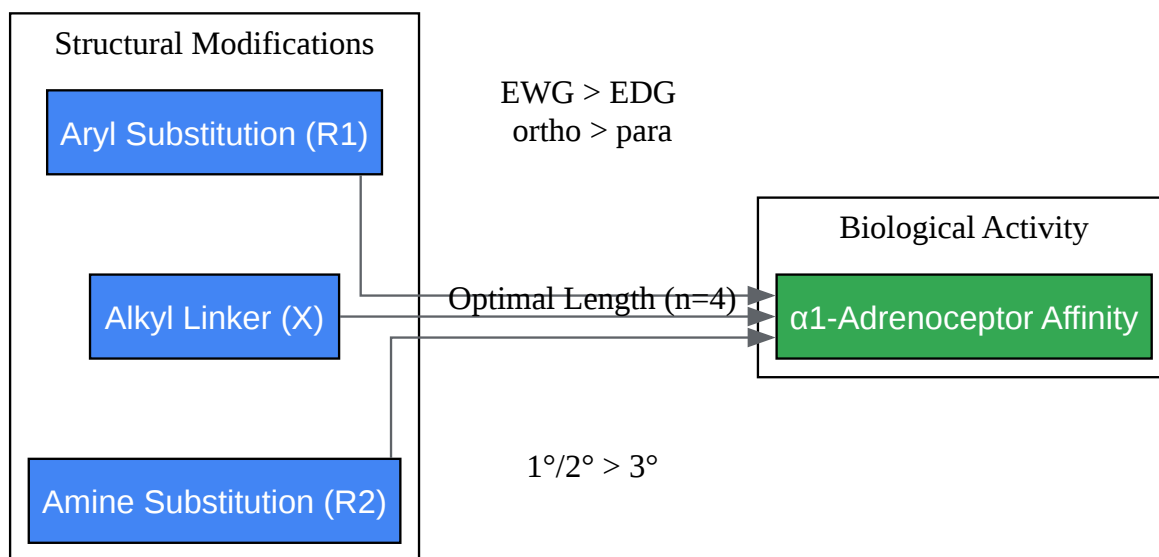 Structural Modifications
Aryl Substitution (R1)
Alkyl Linker (X)
Amine Substitution (R2)
EWG > EDG
ortho > para
Optimal Length (n=4)
1°/2° > 3°
Biological Activity
α1-Adrenoceptor Affinity